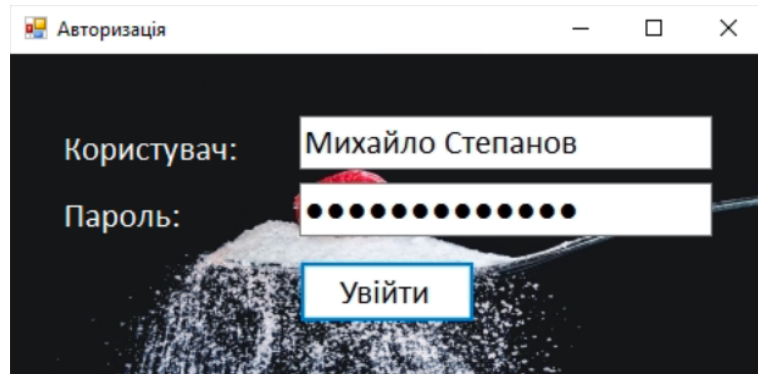 Авторизація
Користувач: Михайло Степанов
Пароль: ●●●●●●●●●●●●●
Увійти